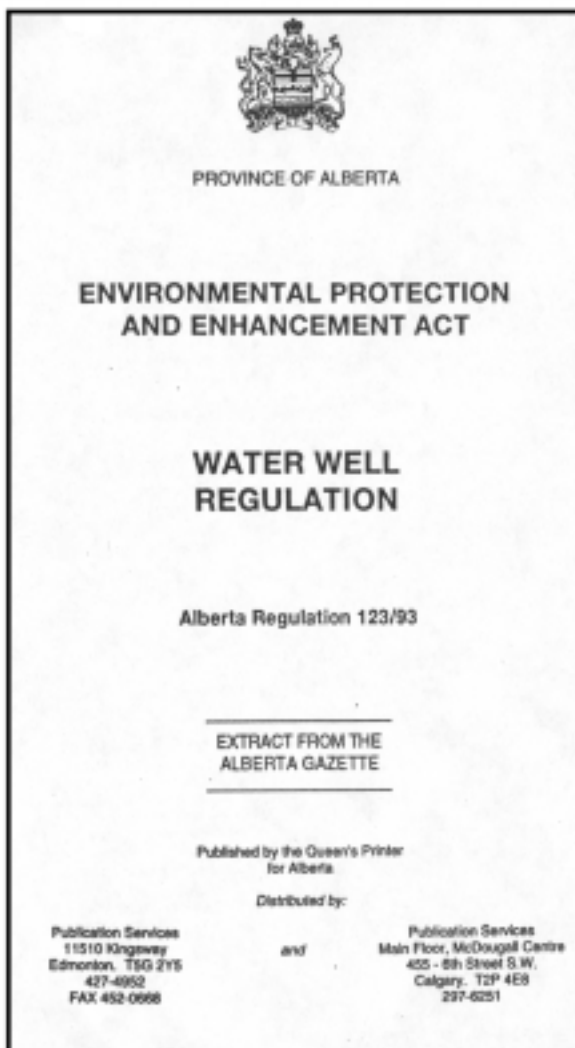 PROVINCE OF ALBERTA
ENVIRONMENTAL PROTECTION
AND ENHANCEMENT ACT
WATER WELL
REGULATION
Alberta Regulation 123/93
EXTRACT FROM THE
ALBERTA GAZETTE
Published by the Queen's Printer
for Alberta
Distributed by:
Publication Services
11510 Kingsway
Edmonton, T5G 2Y5
427-4952
FAX 452-0668
and
Publication Services
Main Floor, McDougall Centre
455 - 6th Street S.W.
Calgary, T2P 4E8
297-6251